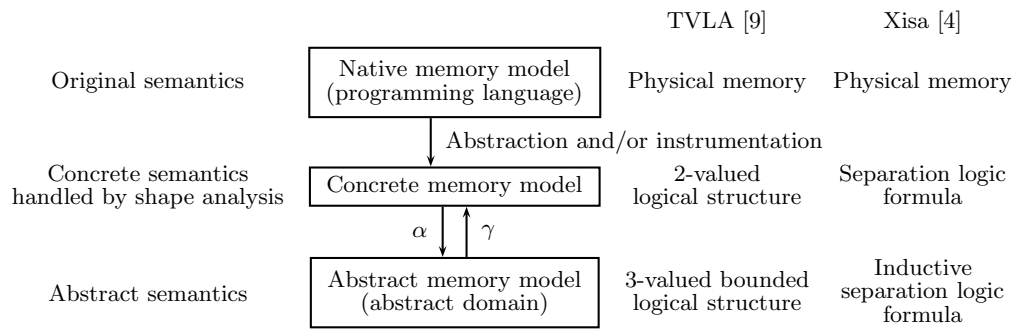 TVLA [9] Xisa [4]
Original semantics
Native memory model
(programming language)
Physical memory Physical memory
Abstraction and/or instrumentation
Concrete semantics
handled by shape analysis
Concrete memory model
2-valued
logical structure
Separation logic
formula
α γ
Abstract semantics
Abstract memory model
(abstract domain)
3-valued bounded
logical structure
Inductive
separation logic
formula